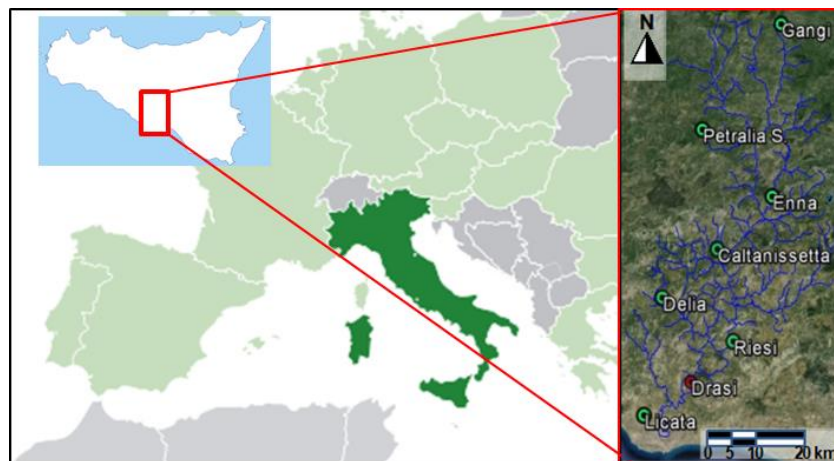 N
Gangi
Petralia S.
Enna
Caltanissetta
Delia
Riesi
Drasi
Licata
0 5 10 20 km